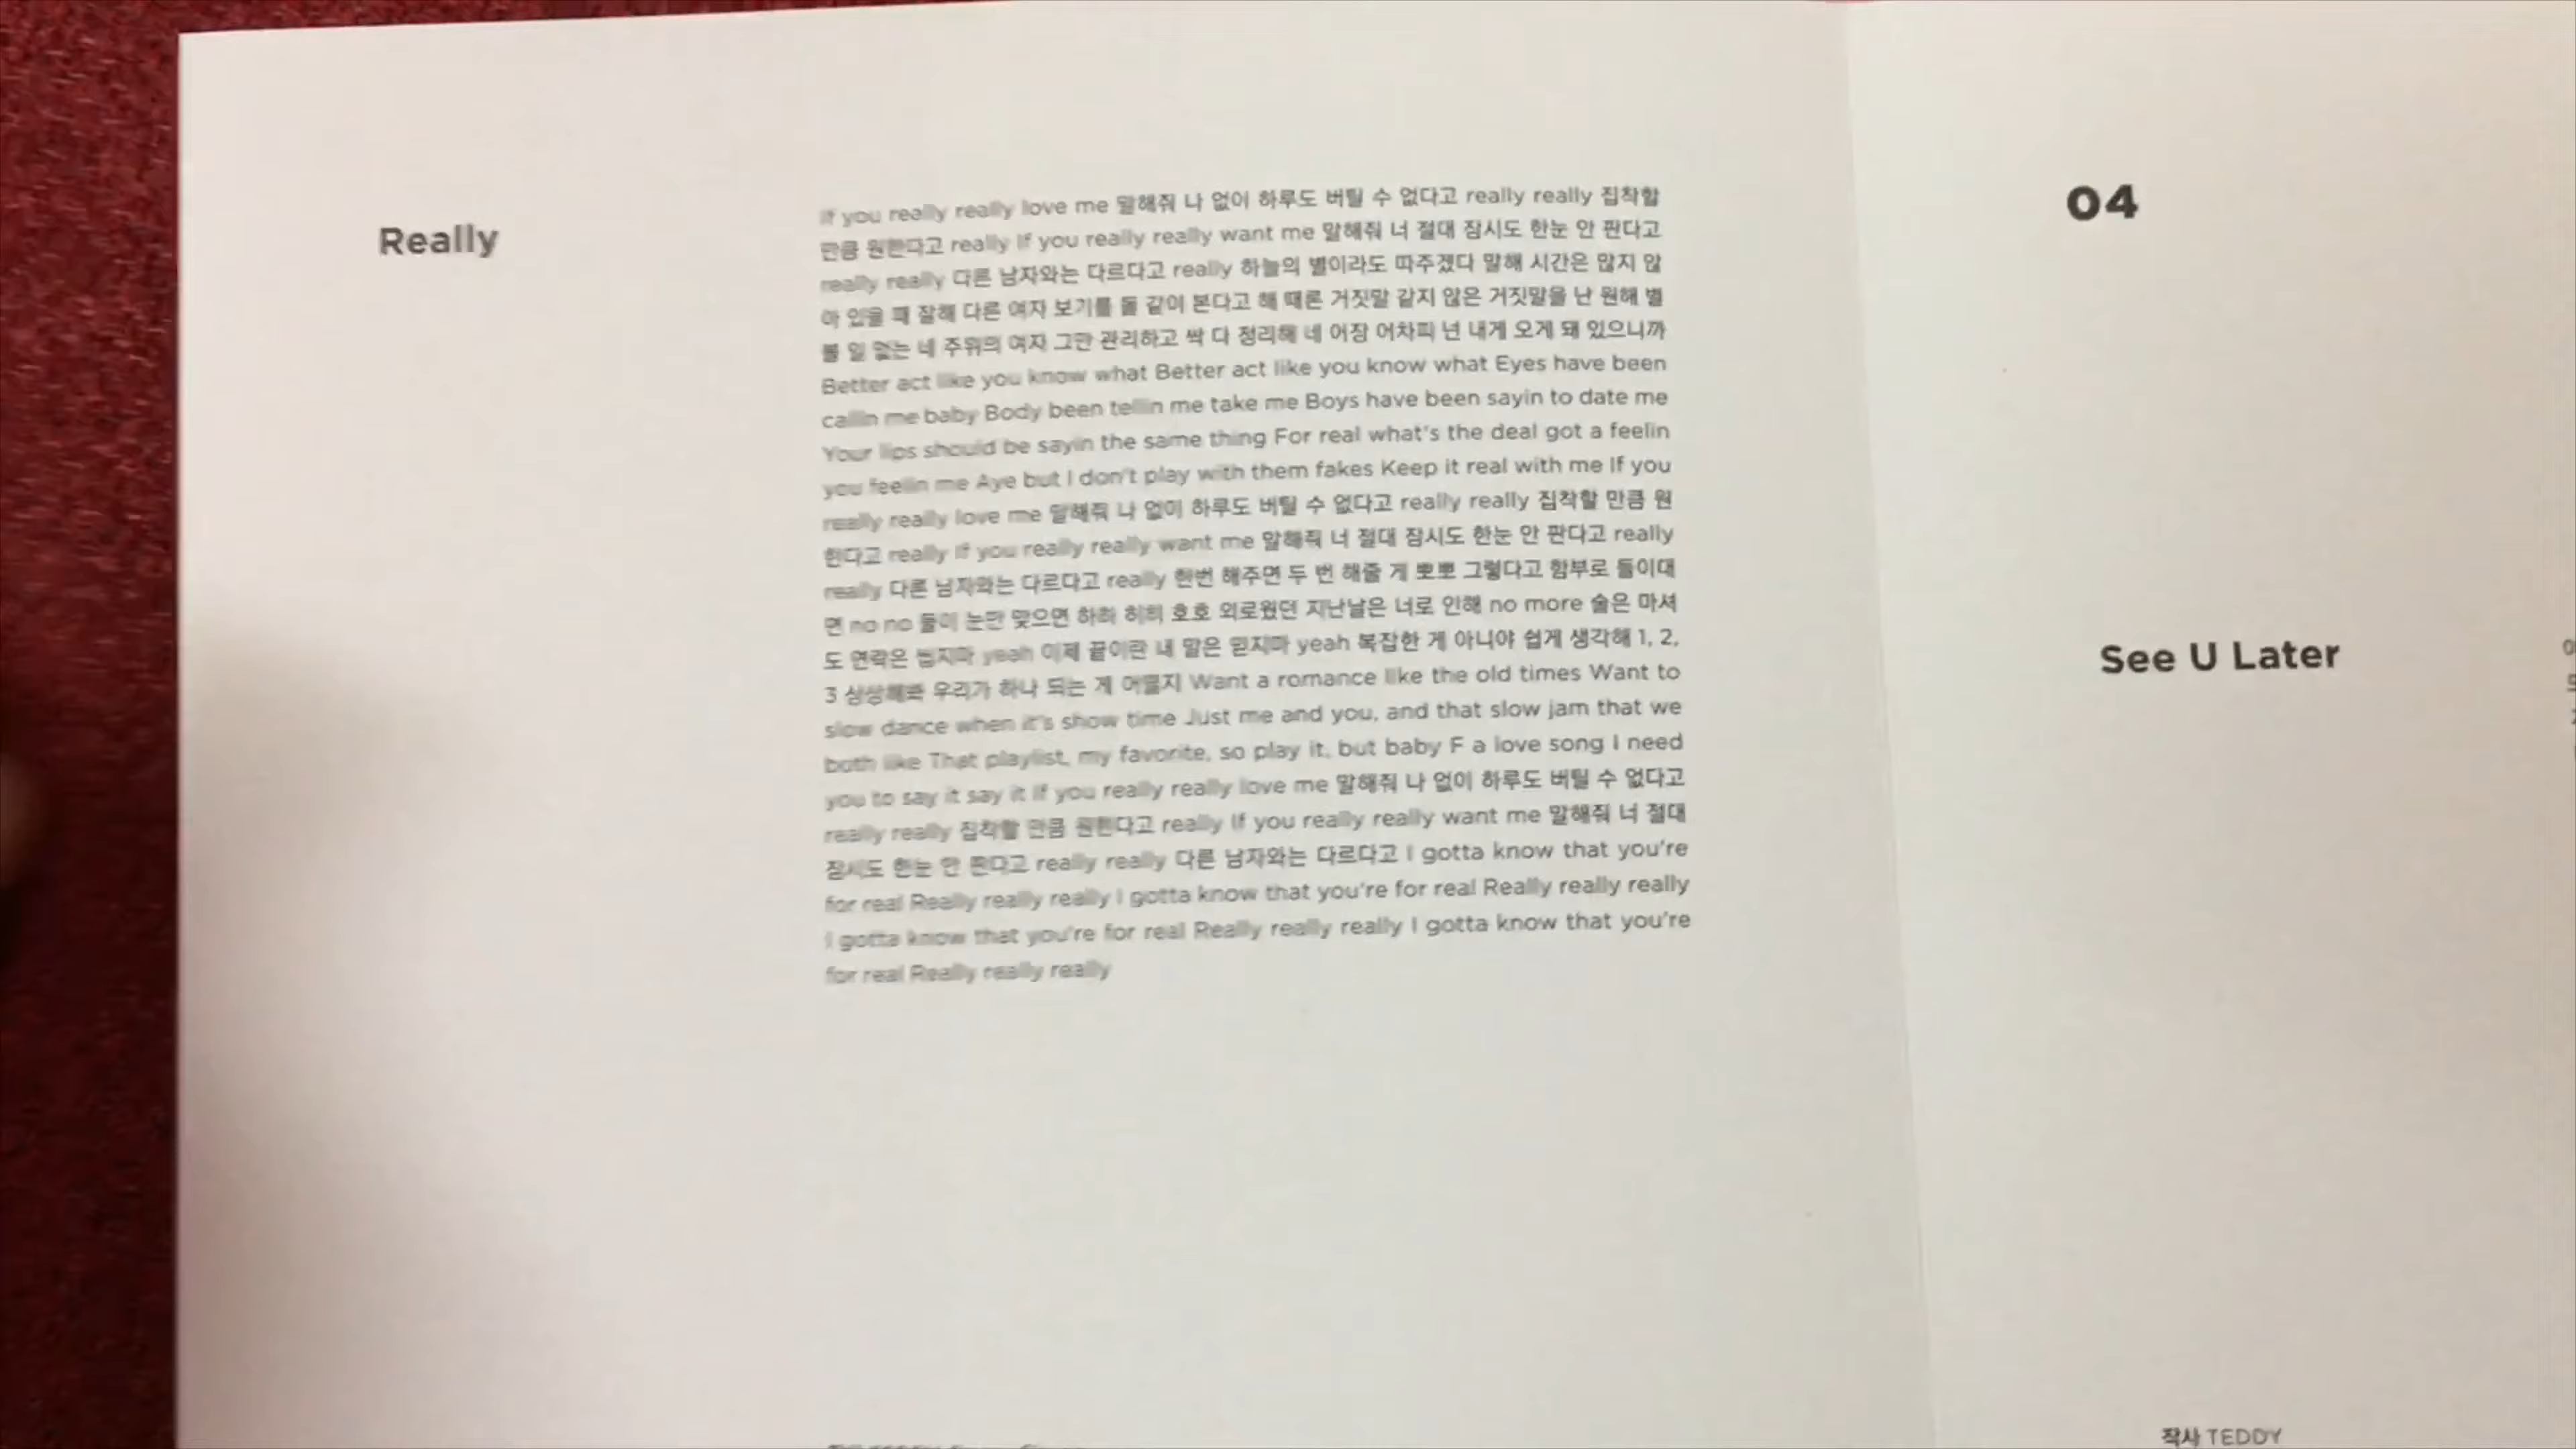 Really
If you really really love me 말해줘 나 없이 하루도 버틸 수 없다고 really really 집착할
만큼 원한다고 really If you really really want me 말해줘 너 절대 잠시도 한눈 안 판다고
really really 다른 남자와는 다르다고 really 하늘의 별이라도 따주겠다 말해 시간은 많지 않
아 있을 때 잘해 다른 여자 보기를 돌 같이 본다고 해 때론 거짓말 같지 않은 거짓말을 난 원해 별
볼 일 없는 네 주위의 여자 그만 관리하고 싹 다 정리해 네 어장 어차피 넌 내게 오게 돼 있으니까
Better act like you know what Better act like you know what Eyes have been
callin me baby Body been tellin me take me Boys have been sayin to date me
Your lips should be sayin the same thing For real what's the deal got a feelin
you feelin me Aye but I don't play with them fakes Keep it real with me If you
really really love me 말해줘 나 없이 하루도 버틸 수 없다고 really really 집착할 만큼 원
한다고 really If you really really want me 말해줘 너 절대 잠시도 한눈 안 판다고 really
really 다른 남자와는 다르다고 really 한번 해주면 두 번 해줄 게 뽀뽀 그렇다고 함부로 들이대
면 no no 둘이 눈만 맞으면 하하 히히 호호 외로웠던 지난날은 너로 인해 no more 술은 마셔
도 연락은 씹지마 yeah 이제 끝이란 내 말은 믿지마 yeah 복잡한 게 아니야 쉽게 생각해 1, 2,
3 상상해봐 우리가 하나 되는 게 어떨지 Want a romance like the old times Want to
slow dance when it's show time Just me and you, and that slow jam that we
both like That playlist, my favorite, so play it, but baby F a love song I need
you to say it say it If you really really love me 말해줘 나 없이 하루도 버틸 수 없다고
really really 집착할 만큼 원한다고 really If you really really want me 말해줘 너 절대
잠시도 한눈 안 판다고 really really 다른 남자와는 다르다고 I gotta know that you're
for real Really really really I gotta know that you're for real Really really really
I gotta know that you're for real Really really really I gotta know that you're
for real Really really really
04
See U Later
작사 TEDDY